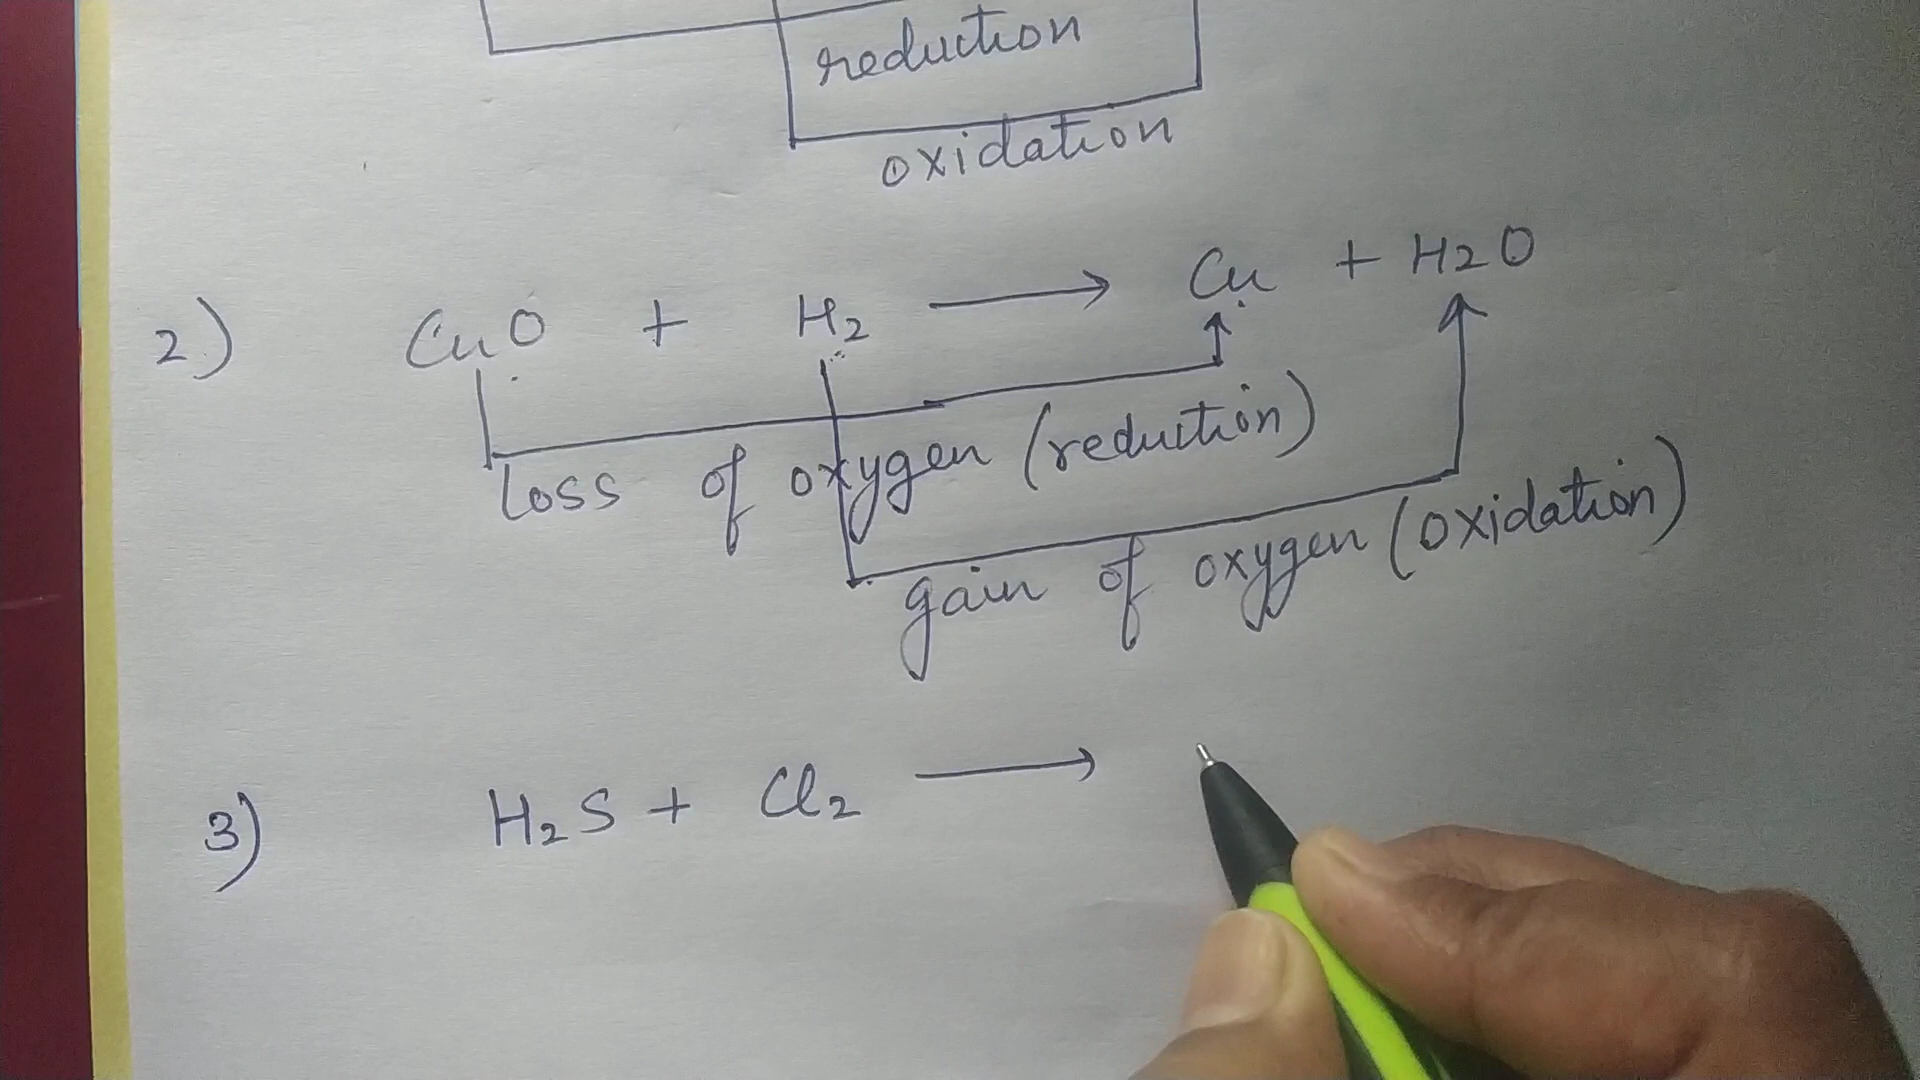 reduction
oxidation
2) CuO + H2 → Cu + H2O
loss of oxygen (reduction)
gain of oxygen (oxidation)
3) H2S + Cl2 →